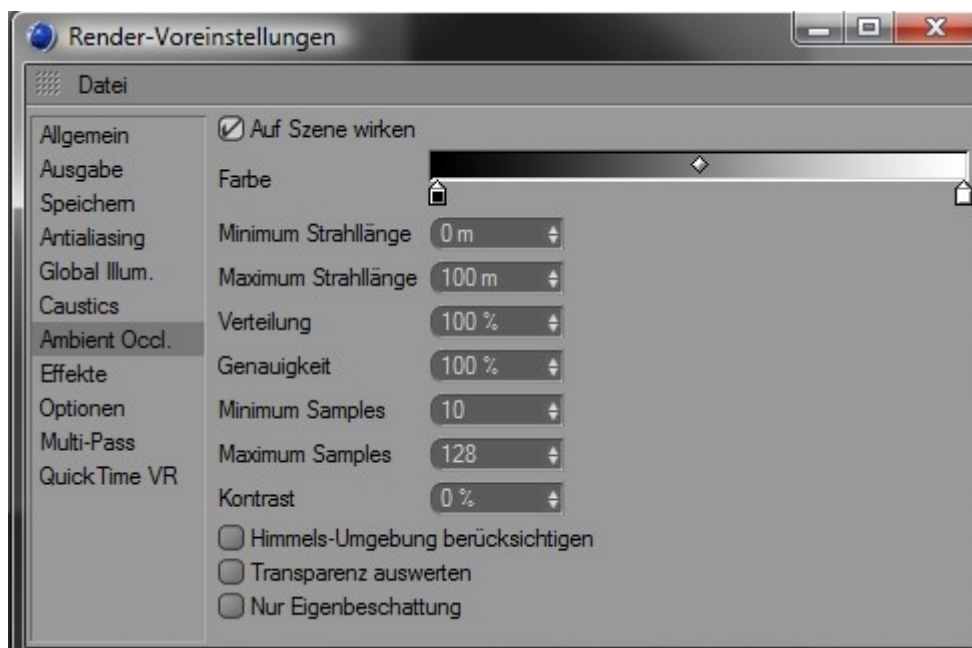 Render-Voreinstellungen
Datei
Allgemein
Ausgabe
Speichern
Antialiasing
Global Illum.
Caustics
Ambient Occl.
Effekte
Optionen
Multi-Pass
QuickTime VR
Auf Szene wirken
Farbe
Minimum Strahllänge 0 m
Maximum Strahllänge 100 m
Verteilung 100 %
Genauigkeit 100 %
Minimum Samples 10
Maximum Samples 128
Kontrast 0 %
Himmels-Umgebung berücksichtigen
Transparenz auswerten
Nur Eigenbeschattung